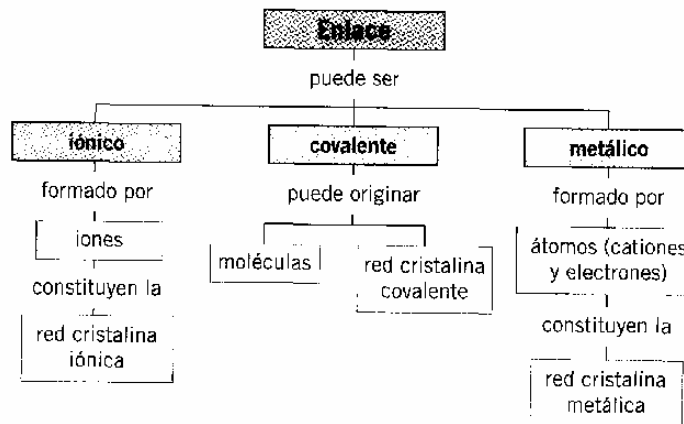 Enlace
puede ser
iónico
covalente
metálico
formado por
puede originar
formado por
iones
moléculas
red cristalina
covalente
átomos (cationes
y electrones)
constituyen la
constituyen la
red cristalina
iónica
red cristalina
metálica